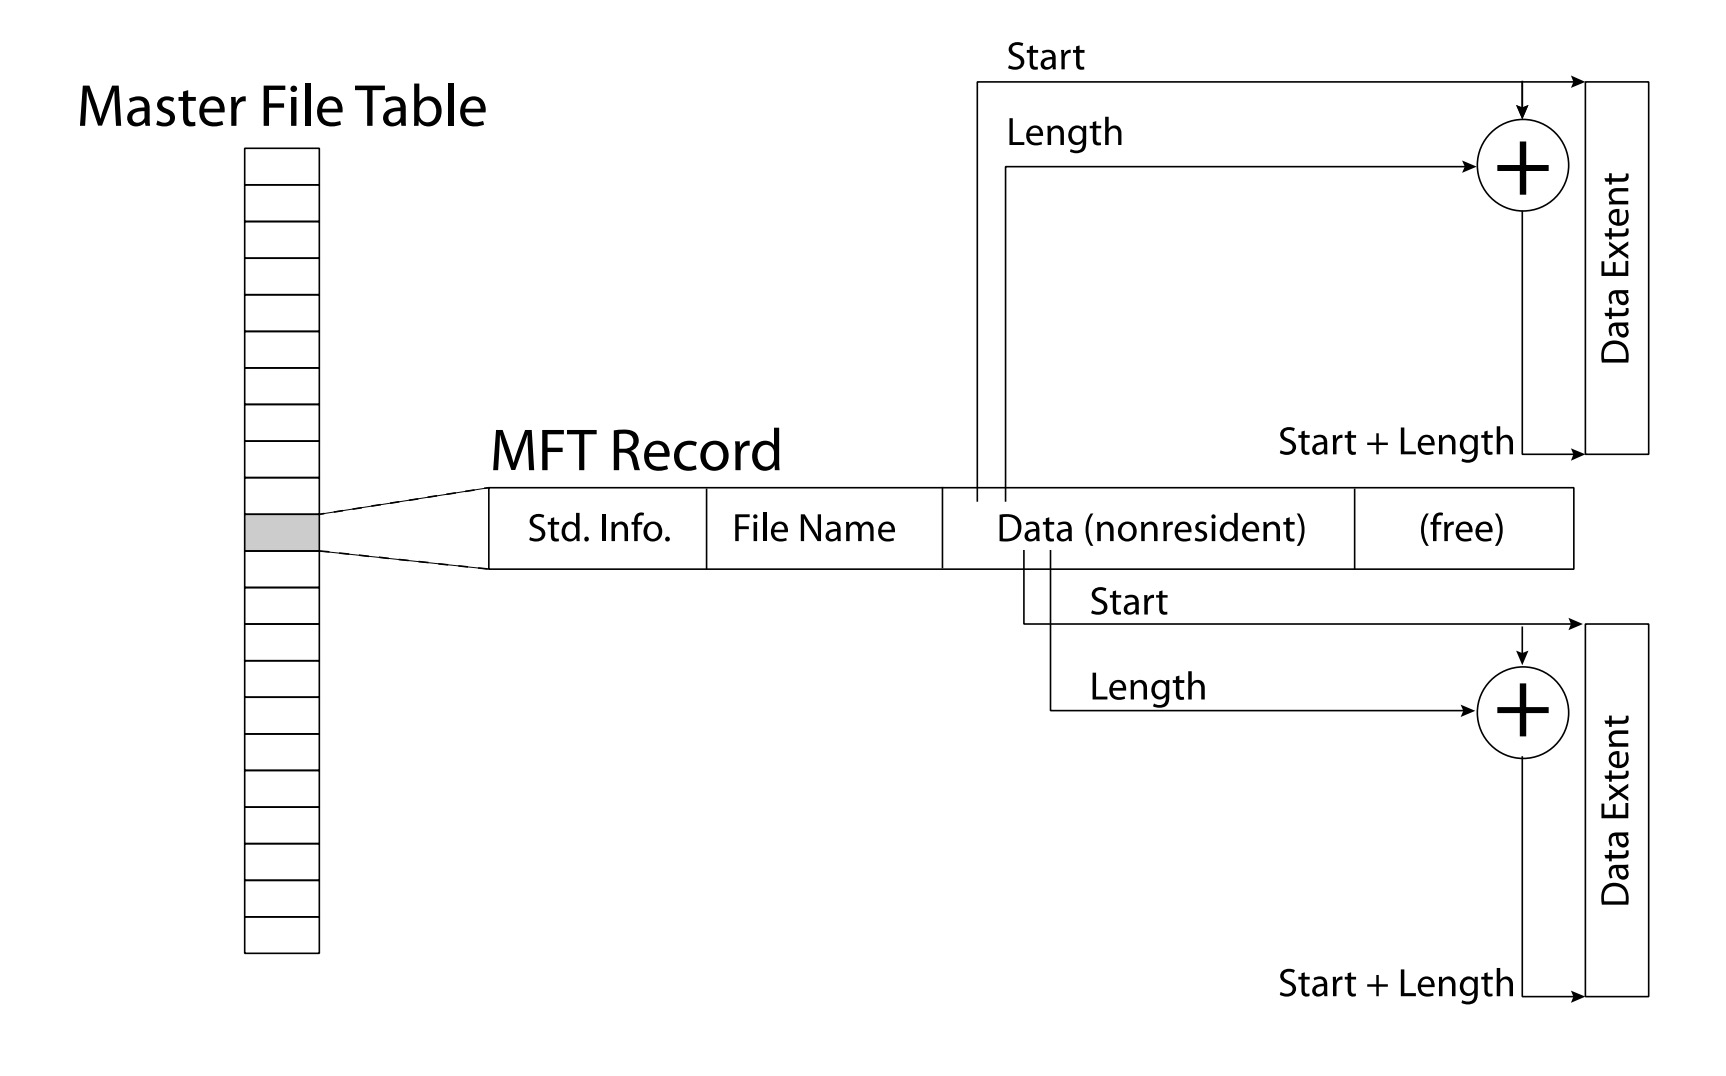 Master File Table
Start
Length
+
Data Extent
Start + Length
MFT Record
Std. Info.
File Name
Data (nonresident)
(free)
Start
Length
+
Data Extent
Start + Length